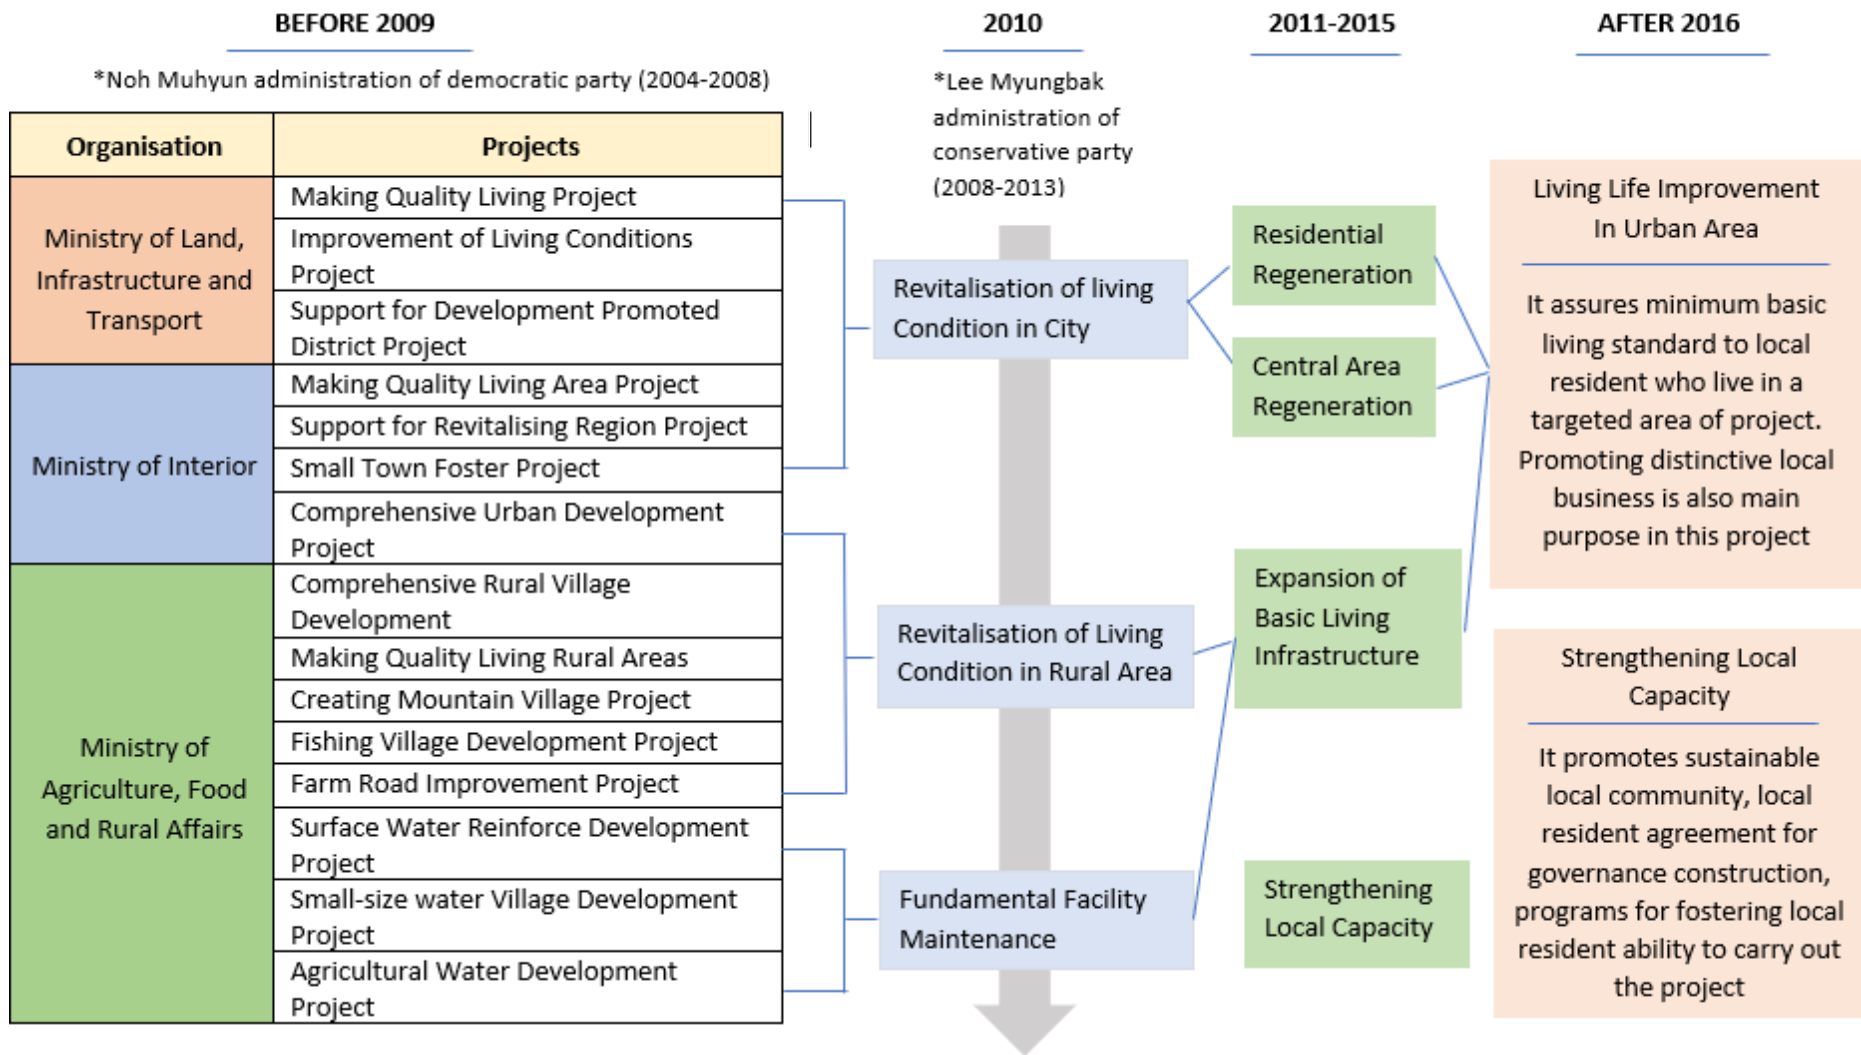 BEFORE 2009
*Noh Muhyun administration of democratic party (2004-2008)
Organisation
Projects
Ministry of Land,
Infrastructure and
Transport
Making Quality Living Project
Improvement of Living Conditions
Project
Support for Development Promoted
District Project
Ministry of Interior
Making Quality Living Area Project
Support for Revitalising Region Project
Small Town Foster Project
Comprehensive Urban Development
Project
Ministry of
Agriculture, Food
and Rural Affairs
Comprehensive Rural Village
Development
Making Quality Living Rural Areas
Creating Mountain Village Project
Fishing Village Development Project
Farm Road Improvement Project
Surface Water Reinforce Development
Project
Small-size water Village Development
Project
Agricultural Water Development
Project
2010
*Lee Myungbak
administration of
conservative party
(2008-2013)
Revitalisation of living
Condition in City
Revitalisation of Living
Condition in Rural Area
Fundamental Facility
Maintenance
2011-2015
Residential
Regeneration
Central Area
Regeneration
Expansion of
Basic Living
Infrastructure
Strengthening
Local Capacity
AFTER 2016
Living Life Improvement
In Urban Area
It assures minimum basic
living standard to local
resident who live in a
targeted area of project.
Promoting distinctive local
business is also main
purpose in this project
Strengthening Local
Capacity
It promotes sustainable
local community, local
resident agreement for
governance construction,
programs for fostering local
resident ability to carry out
the project